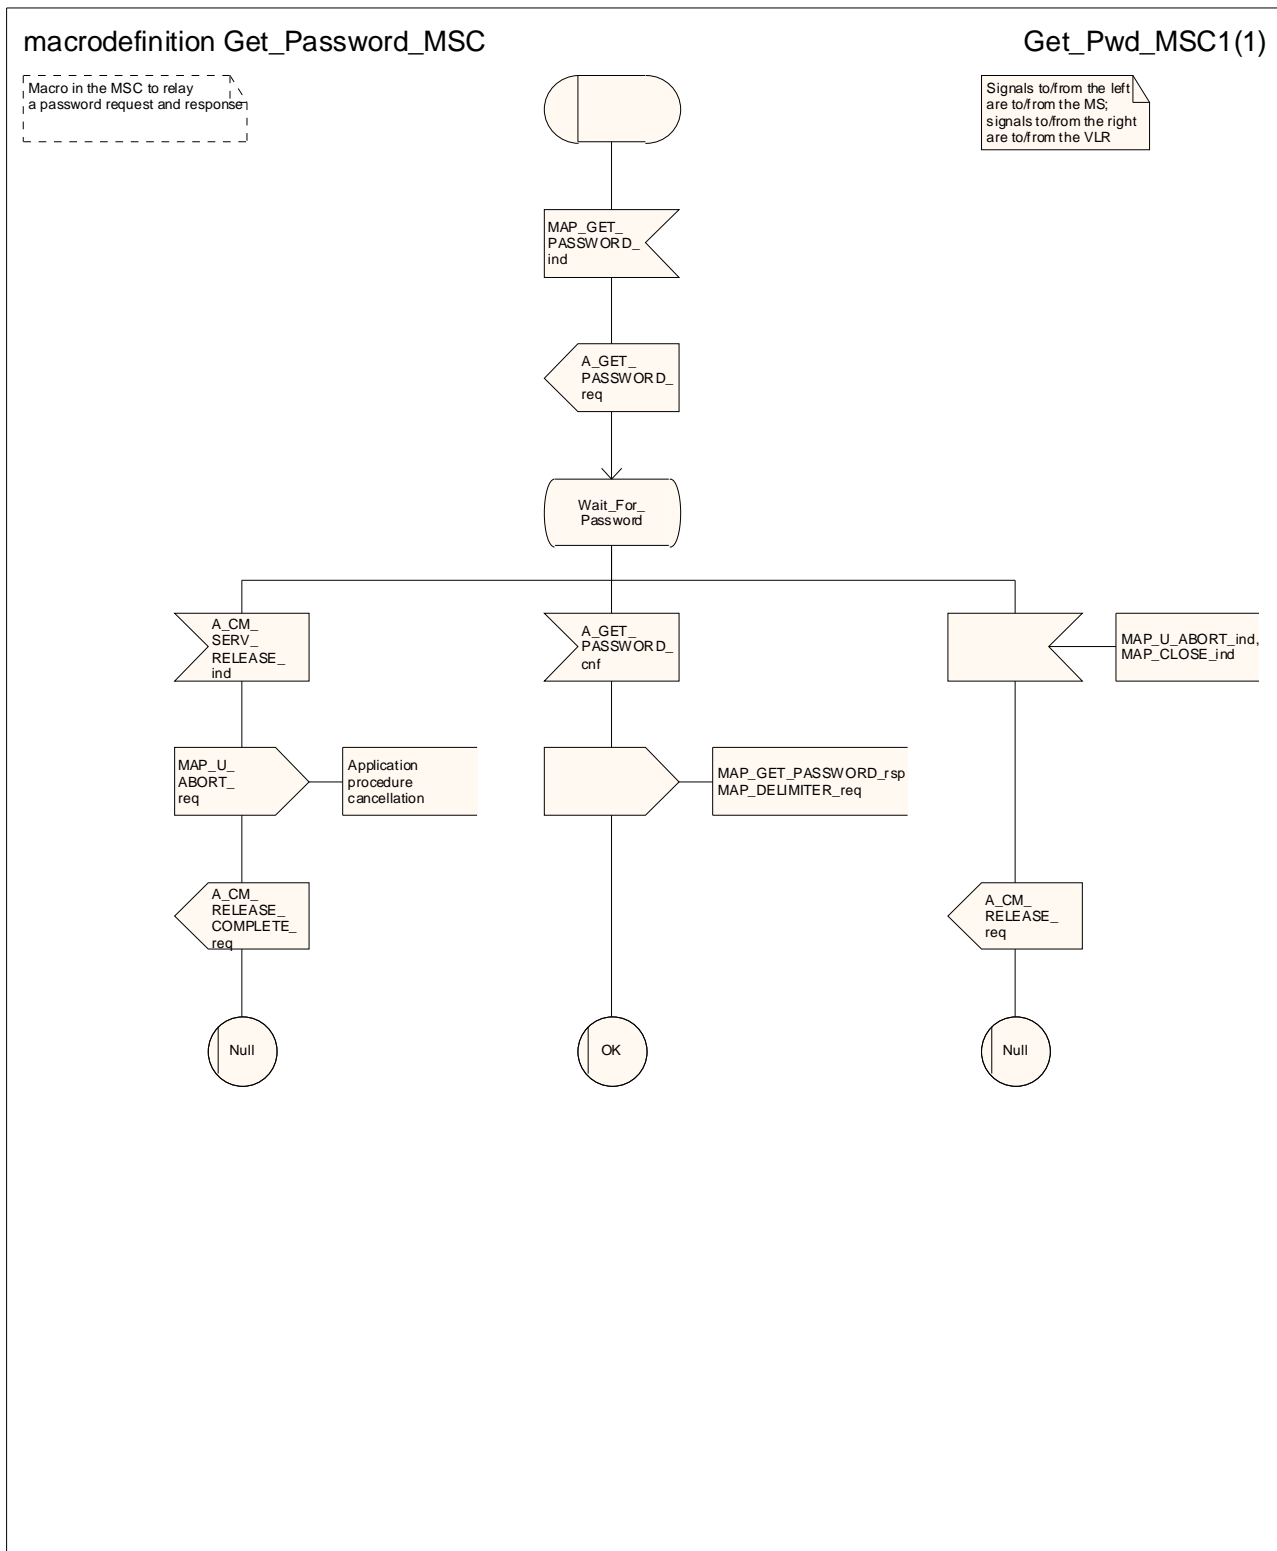 macrodefinition Get_Password_MSC
Get_Pwd_MSC1(1)
Macro in the MSC to relay
a password request and response
Signals to/from the left
are to/from the MS;
signals to/from the right
are to/from the VLR
MAP_GET_
PASSWORD_
ind
A_GET_
PASSWORD_
req
Wait_For_
Password
A_CM_
SERV_
RELEASE_
ind
A_GET_
PASSWORD_
cnf
MAP_U_ABORT_ind,
MAP_CLOSE_ind
MAP_U_
ABORT_
req
Application
procedure
cancellation
MAP_GET_PASSWORD_rsp
MAP_DELIMITER_req
A_CM_
RELEASE_
COMPLETE_
req
A_CM_
RELEASE_
req
Null
OK
Null